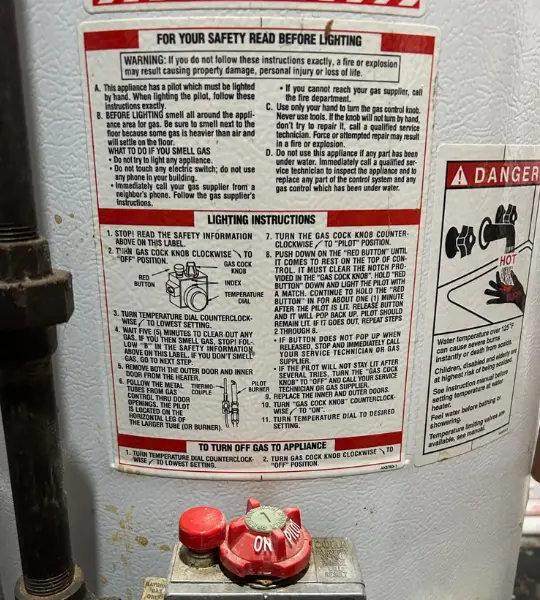 FOR YOUR SAFETY READ BEFORE LIGHTING
WARNING: If you do not follow these instructions exactly, a fire or explosion
may result causing property damage, personal injury or loss of life.
A. This appliance has a pilot which must be lighted
by hand. When lighting the pilot, follow these
instructions exactly.
B. BEFORE LIGHTING smell all around the appli-
ance area for gas. Be sure to smell next to the
floor because some gas is heavier than air and
will settle on the floor.
WHAT TO DO IF YOU SMELL GAS
• Do not try to light any appliance.
• Do not touch any electric switch; do not use
any phone in your building.
• Immediately call your gas supplier from a
neighbor's phone. Follow the gas supplier's
instructions.
• If you cannot reach your gas supplier, call
the fire department.
C. Use only your hand to turn the gas control knob.
Never use tools. If the knob will not turn by hand,
don't try to repair it, call a qualified service
technician. Force or attempted repair may result
in a fire or explosion.
D. Do not use this appliance if any part has been
under water. Immediately call a qualified ser-
vice technician to inspect the appliance and to
replace any part of the control system and any
gas control which has been under water.
LIGHTING INSTRUCTIONS
1. STOP! READ THE SAFETY INFORMATION
ABOVE ON THIS LABEL.
2. TURN GAS COCK KNOB CLOCKWISE TO
"OFF" POSITION.
GAS COCK
KNOB
RED
BUTTON
INDEX
TEMPERATURE
DIAL
3. TURN TEMPERATURE DIAL COUNTERCLOCK-
WISE TO LOWEST SETTING.
4. WAIT FIVE (5) MINUTES TO CLEAR OUT ANY
GAS. IF YOU THEN SMELL GAS, STOP! FOL-
LOW "B" IN THE SAFETY INFORMATION
ABOVE ON THIS LABEL. IF YOU DON'T SMELL
GAS, GO TO NEXT STEP
5. REMOVE BOTH THE OUTER DOOR AND INNER
DOOR FROM THE HEATER.
6. FOLLOW THE METAL
TUBES FROM GAS
CONTROL THRU DOOR
OPENINGS. THE PILOT
IS LOCATED ON THE
HORIZONTAL LEG OF
THE LARGER TUBE (OR BURNER).
THERMO-
COUPLE
PILOT
BURNER
7. TURN THE GAS COCK KNOB COUNTER-
CLOCKWISE TO "PILOT" POSITION.
8. PUSH DOWN ON THE "RED BUTTON" UNTIL
IT COMES TO REST ON THE TOP OF CON-
TROL. IT MUST CLEAR THE NOTCH PRO-
VIDED IN THE "GAS COCK KNOB". HOLD "RED
BUTTON" DOWN AND LIGHT THE PILOT WITH
A MATCH. CONTINUE TO HOLD THE "RED
BUTTON" IN FOR ABOUT ONE (1) MINUTE
AFTER THE PILOT IS LIT. RELEASE BUTTON
AND IT WILL POP BACK UP. PILOT SHOULD
REMAIN LIT. IF IT GOES OUT, REPEAT STEPS
2 THROUGH 8.
• IF BUTTON DOES NOT POP UP WHEN
RELEASED, STOP AND IMMEDIATELY CALL
YOUR SERVICE TECHNICIAN OR GAS
SUPPLIER.
• IF THE PILOT WILL NOT STAY LIT AFTER
SEVERAL TRIES, TURN THE "GAS COCK
KNOB" TO "OFF" AND CALL YOUR SERVICE
TECHNICIAN OR GAS SUPPLIER.
9. REPLACE THE INNER AND OUTER DOORS.
10. TURN "GAS COCK KNOB" COUNTERCLOCK-
WISE TO "ON".
11. TURN TEMPERATURE DIAL TO DESIRED
SETTING.
TO TURN OFF GAS TO APPLIANCE
1. TURN TEMPERATURE DIAL COUNTERCLOCK-
WISE TO LOWEST SETTING.
2. TURN GAS COCK KNOB CLOCKWISE TO
"OFF" POSITION.
DANGER
HOT
Water temperature over 125°F
can cause severe burns
instantly or death from scalds.
Children, disabled and elderly
are at highest risk of being scalded.
See instruction manual before
setting temperature at water
heater.
Feel water before bathing or
showering.
Temperature limiting valves are
available, see manual.
ON PILOT